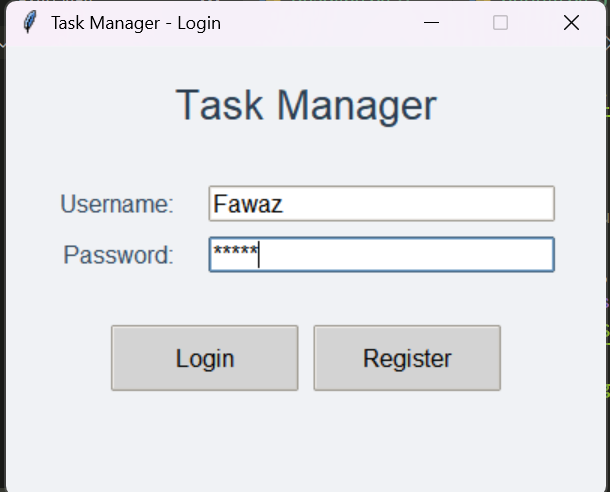 Task Manager - Login
Task Manager
Username: Fawaz
Password: *****
Login Register